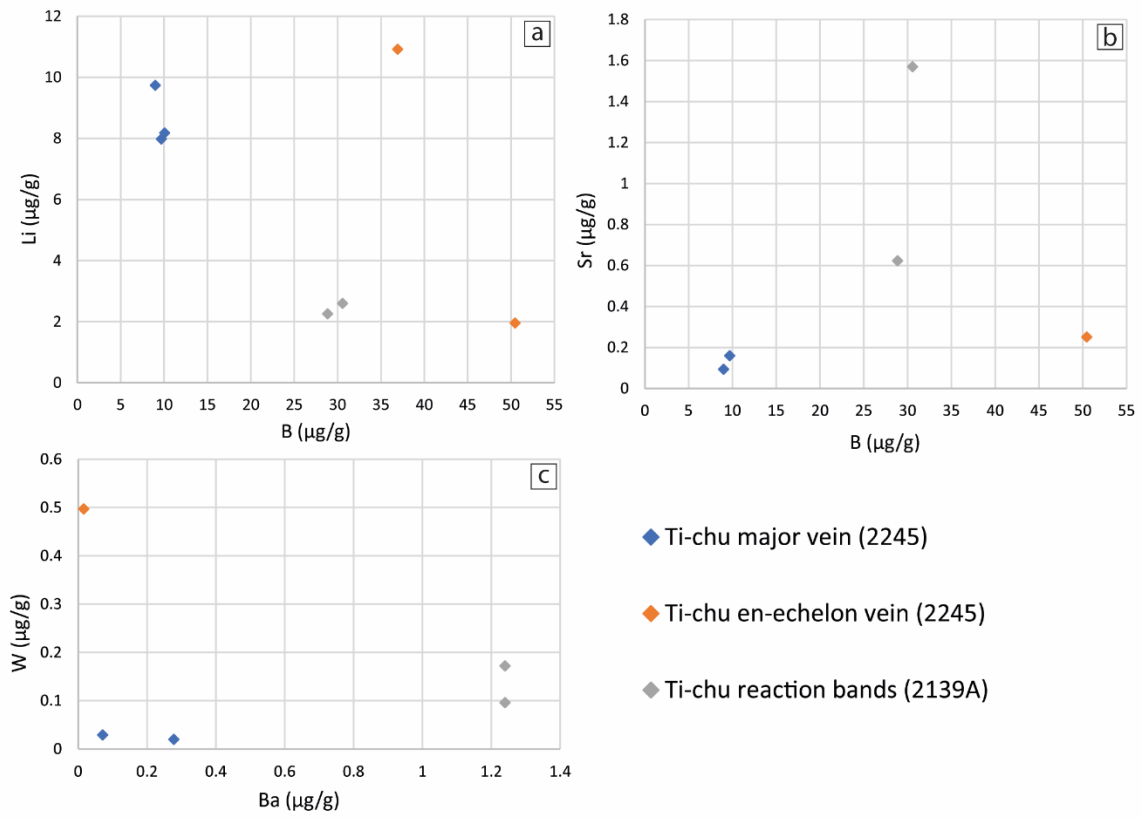 a
12
10
8
6
4
2
0
Li (µg/g)
0 5 10 15 20 25 30 35 40 45 50 55
B (µg/g)
b
1.8
1.6
1.4
1.2
1
0.8
0.6
0.4
0.2
0
Sr (µg/g)
0 5 10 15 20 25 30 35 40 45 50 55
B (µg/g)
c
0.6
0.5
0.4
0.3
0.2
0.1
0
W (µg/g)
0 0.2 0.4 0.6 0.8 1 1.2 1.4
Ba (µg/g)
Ti-chu major vein (2245)
Ti-chu en-echelon vein (2245)
Ti-chu reaction bands (2139A)